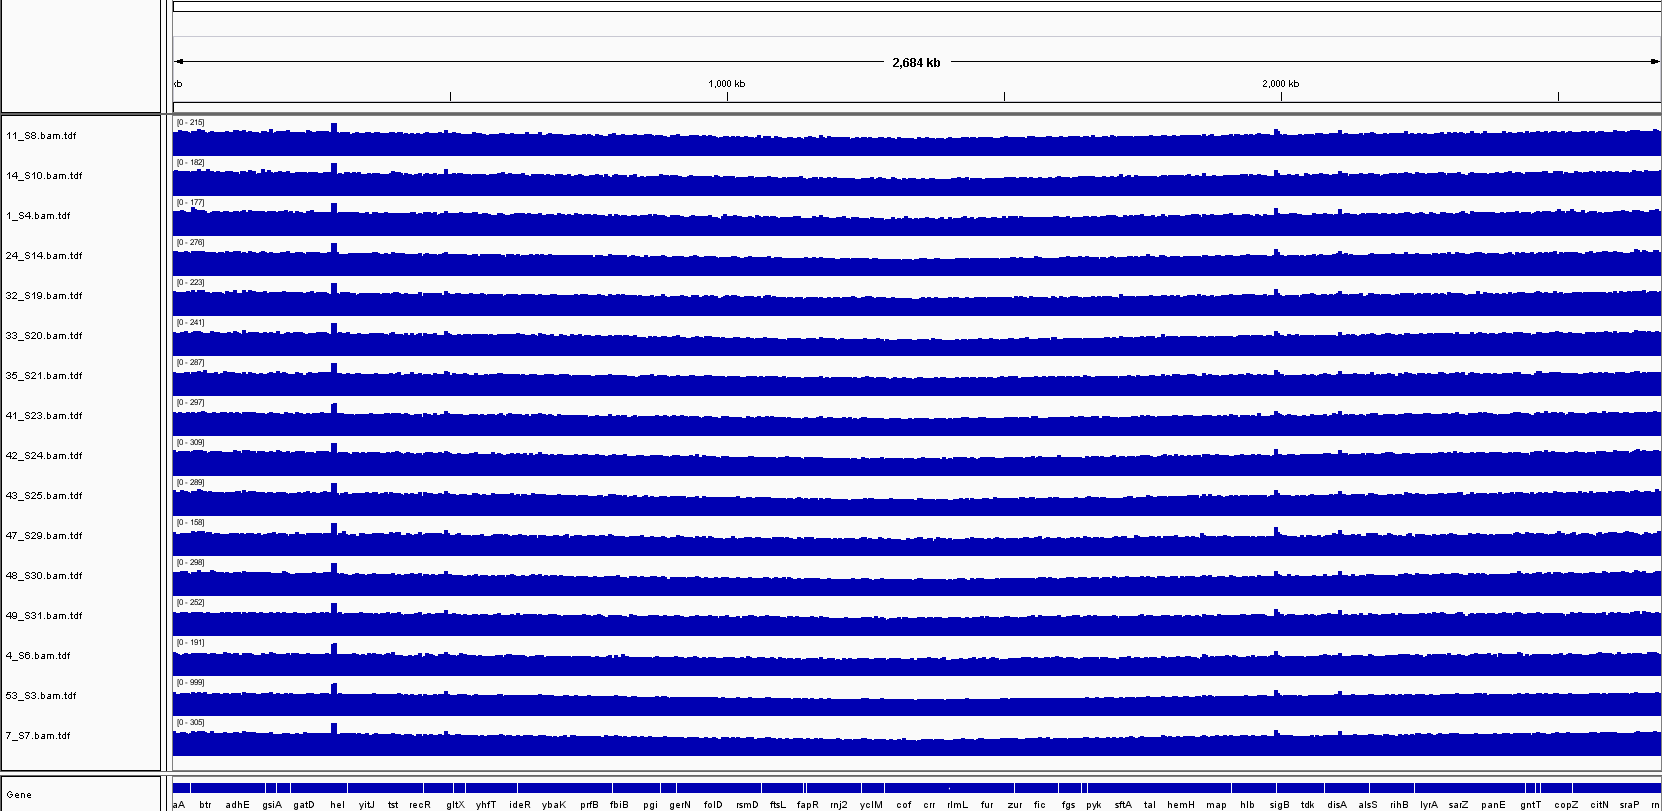 2,684 kb
kb 1,000 kb 2,000 kb
11_S8.bam.tdf [0 - 215]
14_S10.bam.tdf [0 - 182]
1_S4.bam.tdf [0 - 177]
24_S14.bam.tdf [0 - 276]
32_S19.bam.tdf [0 - 223]
33_S20.bam.tdf [0 - 241]
35_S21.bam.tdf [0 - 287]
41_S23.bam.tdf [0 - 297]
42_S24.bam.tdf [0 - 309]
43_S25.bam.tdf [0 - 289]
47_S29.bam.tdf [0 - 158]
48_S30.bam.tdf [0 - 298]
49_S31.bam.tdf [0 - 252]
4_S6.bam.tdf [0 - 191]
53_S3.bam.tdf [0 - 999]
7_S7.bam.tdf [0 - 305]
Gene
aA btr adhE gsiA gatD hel yitJ tst recR gltX yhfT ideR ybaK prfB fbiB pgi gerN folD rsmD ftsL fapR rnj2 yclM cof crr rlmL fur zur fic fgs pyk sftA tal hemH map hlb sigB tdk disA alsS rihB lyrA sarZ panE gntT copZ citN sraP rn